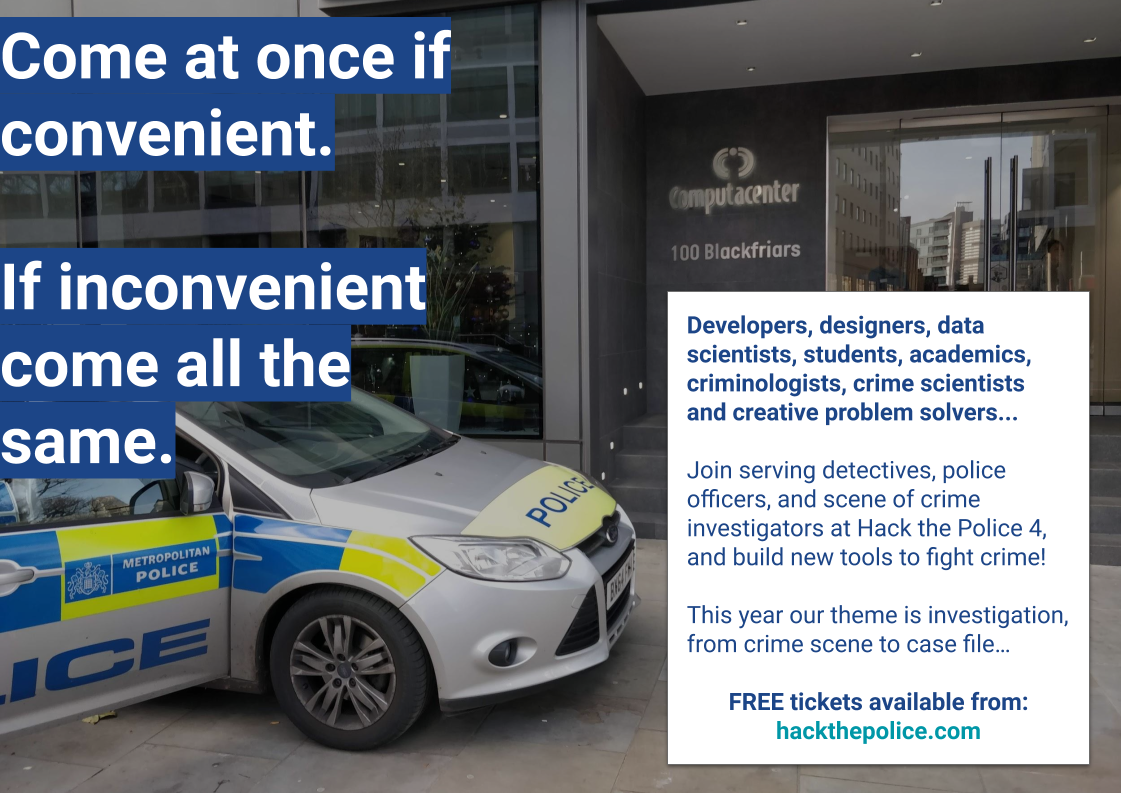 Come at once if
convenient.
If inconvenient
come all the
same.
Computacenter
100 Blackfriars
Developers, designers, data
scientists, students, academics,
criminologists, crime scientists
and creative problem solvers...
Join serving detectives, police
officers, and scene of crime
investigators at Hack the Police 4,
and build new tools to fight crime!
This year our theme is investigation,
from crime scene to case file…
FREE tickets available from:
hackthepolice.com
POLICE
METROPOLITAN
POLICE
LICE